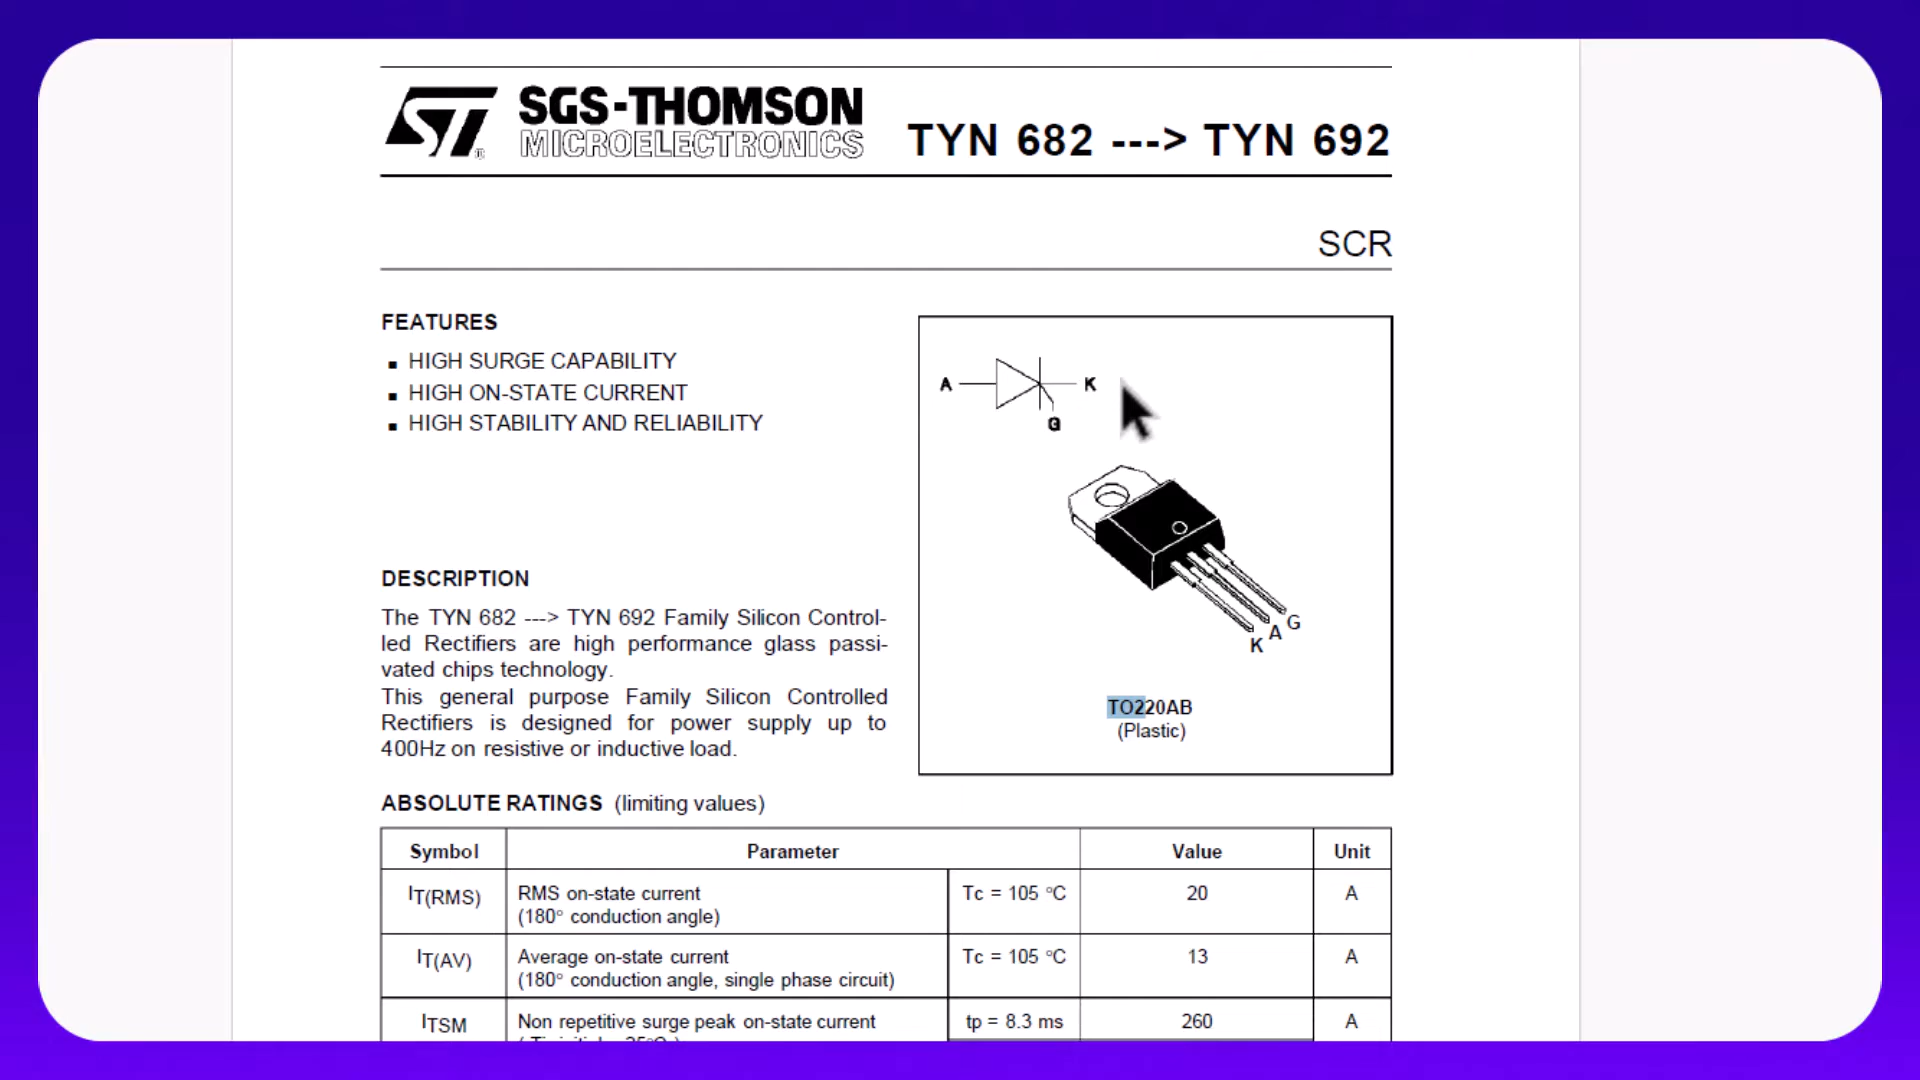 ST
SGS-THOMSON
MICROELECTRONICS
TYN 682 ---> TYN 692
SCR
FEATURES
■ HIGH SURGE CAPABILITY
■ HIGH ON-STATE CURRENT
■ HIGH STABILITY AND RELIABILITY
A K
G
K A G
TO220AB
(Plastic)
DESCRIPTION
The TYN 682 ---> TYN 692 Family Silicon Control-
led Rectifiers are high performance glass passi-
vated chips technology.
This general purpose Family Silicon Controlled
Rectifiers is designed for power supply up to
400Hz on resistive or inductive load.
ABSOLUTE RATINGS (limiting values)
Symbol Parameter Value Unit
IT(RMS) RMS on-state current Tc = 105 °C 20 A
(180° conduction angle)
IT(AV) Average on-state current Tc = 105 °C 13 A
(180° conduction angle, single phase circuit)
ITSM Non repetitive surge peak on-state current tp = 8.3 ms 260 A